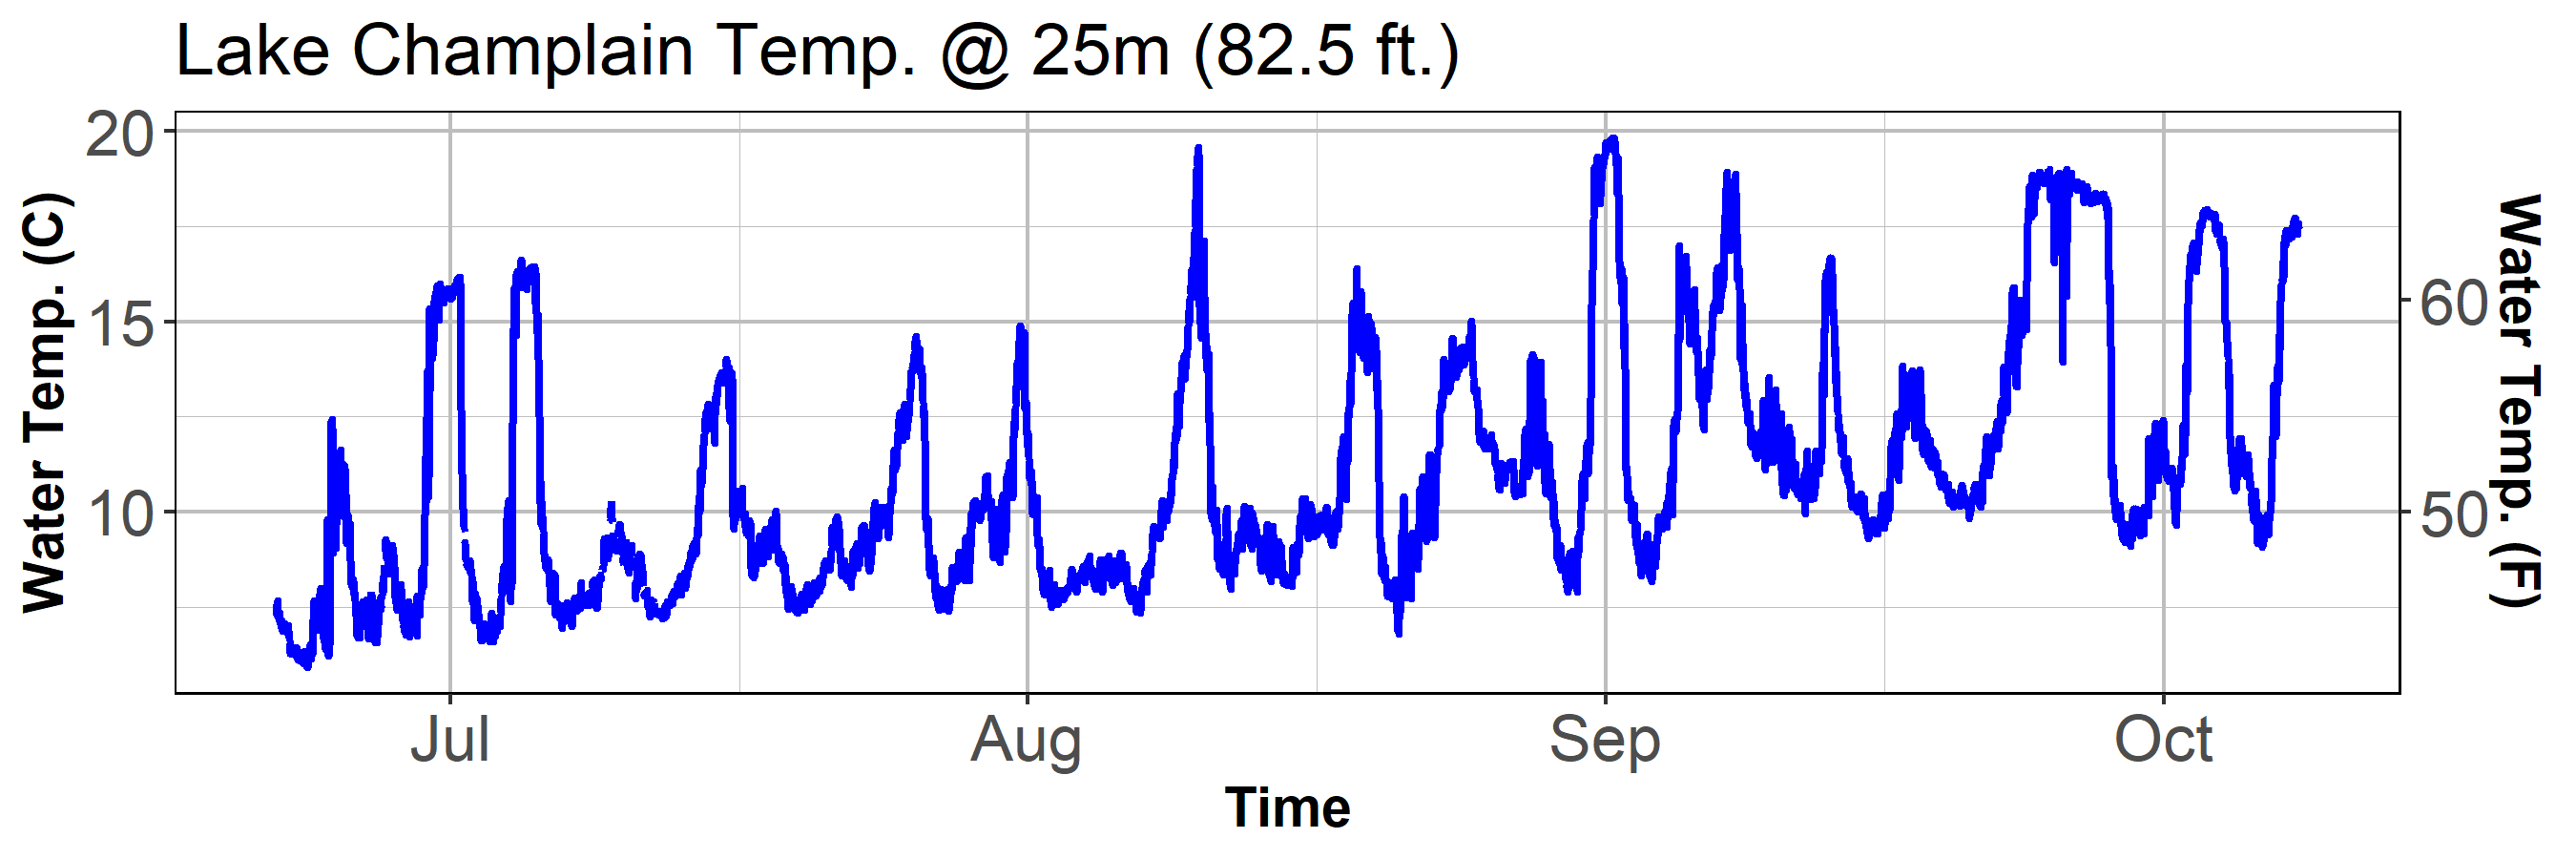 Lake Champlain Temp. @ 25m (82.5 ft.)
Water Temp. (C)
20
15
10
60
50
Water Temp. (F)
Jul Aug Sep Oct
Time